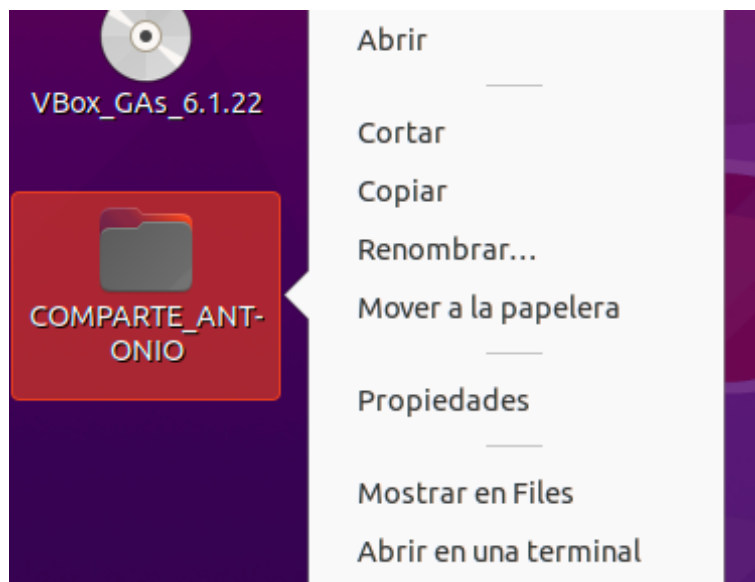 VBox_GAs_6.1.22
COMPARTE_ANT-
ONIO
Abrir
Cortar
Copiar
Renombrar...
Mover a la papelera
Propiedades
Mostrar en Files
Abrir en una terminal